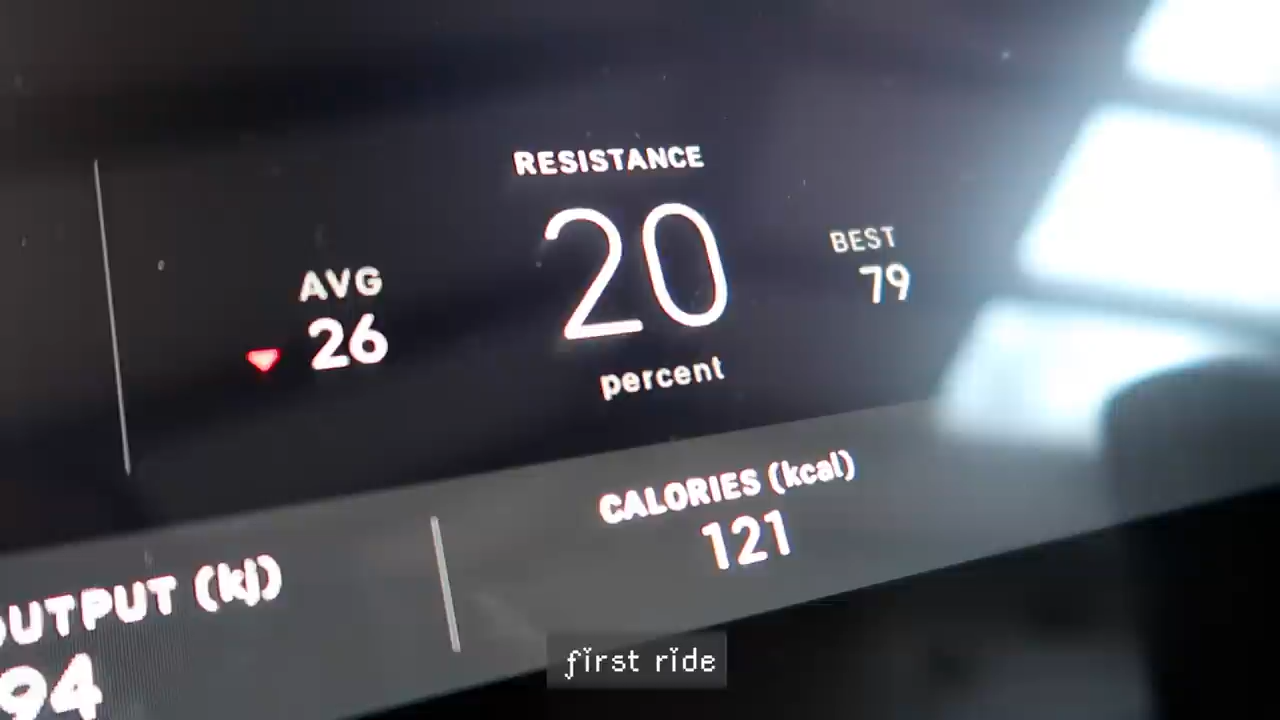 RESISTANCE
AVG
26
20
percent
BEST
79
CALORIES (kcal)
121
OUTPUT (kj)
94
first ride